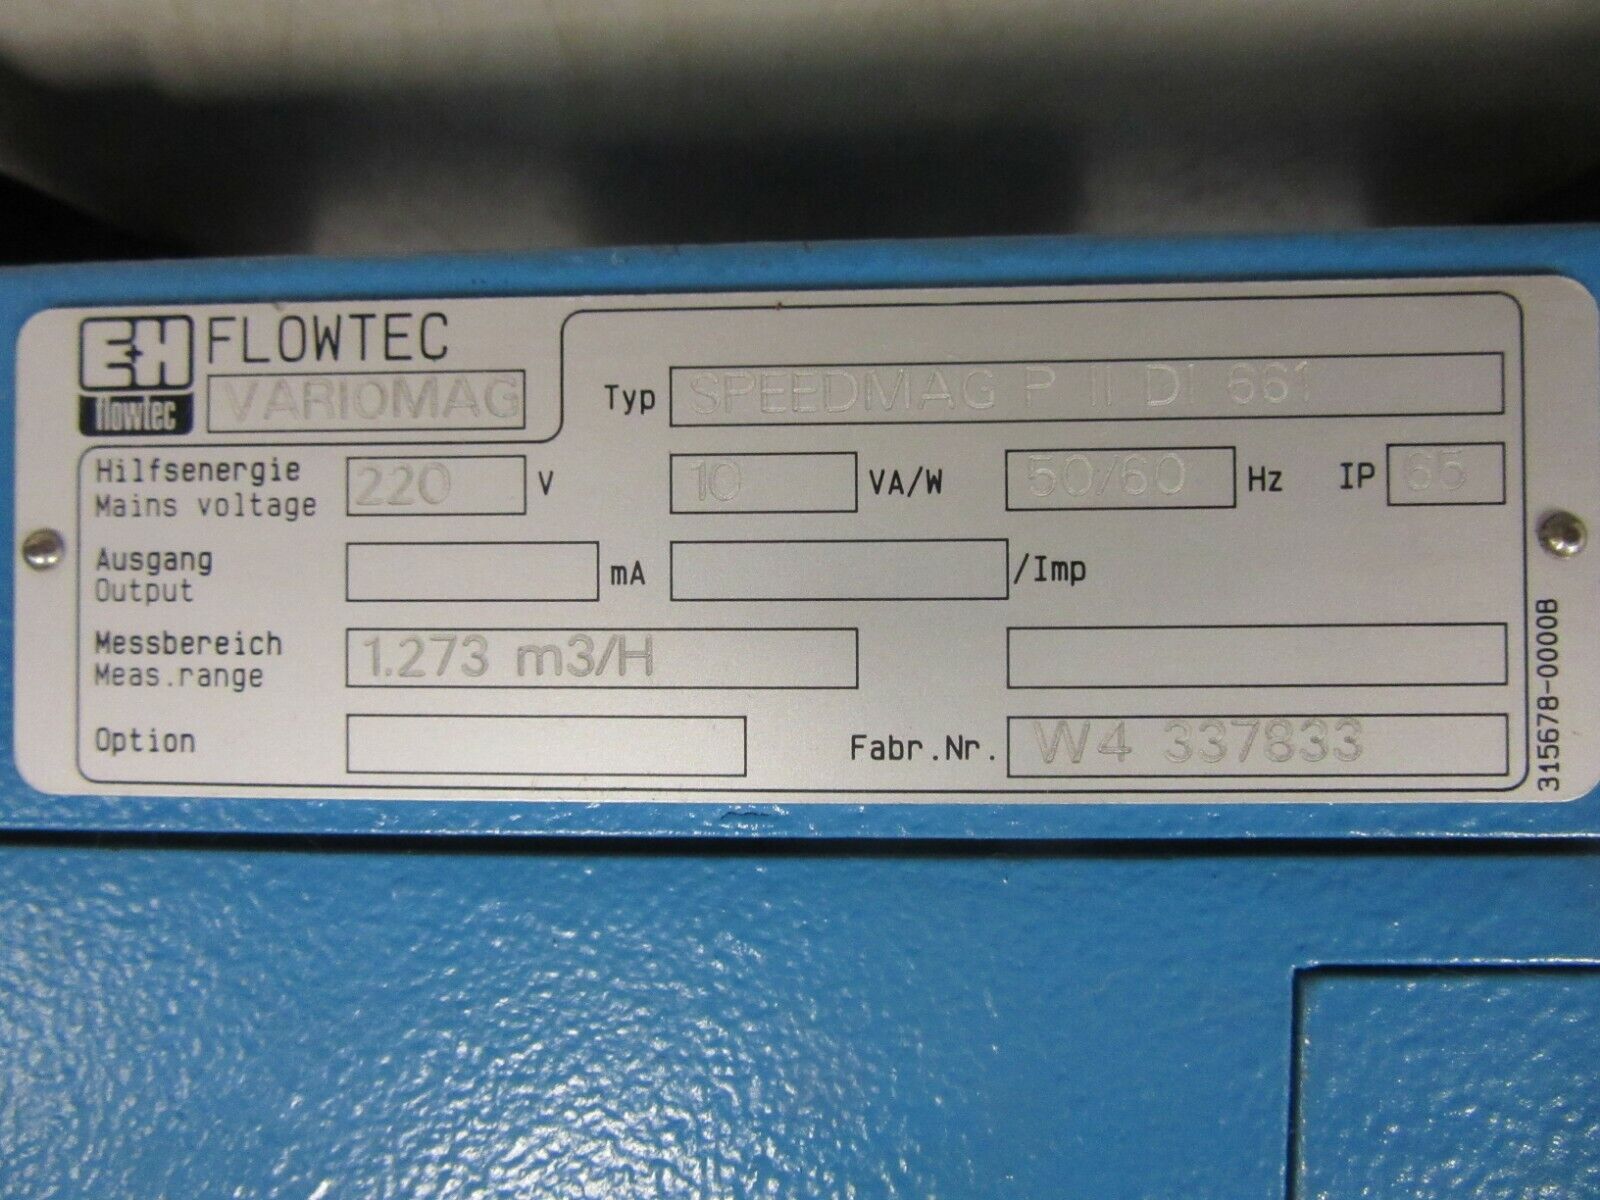 E+H FLOWTEC
flowtec VARIOMAG
Typ SPEEDMAG P II DI 661
Hilfsenergie
Mains voltage 220 V 10 VA/W 50/60 Hz IP 65
Ausgang
Output mA /Imp
Messbereich
Meas.range 1.273 m3/H
Option Fabr.Nr. W4 337833
315678-0000B